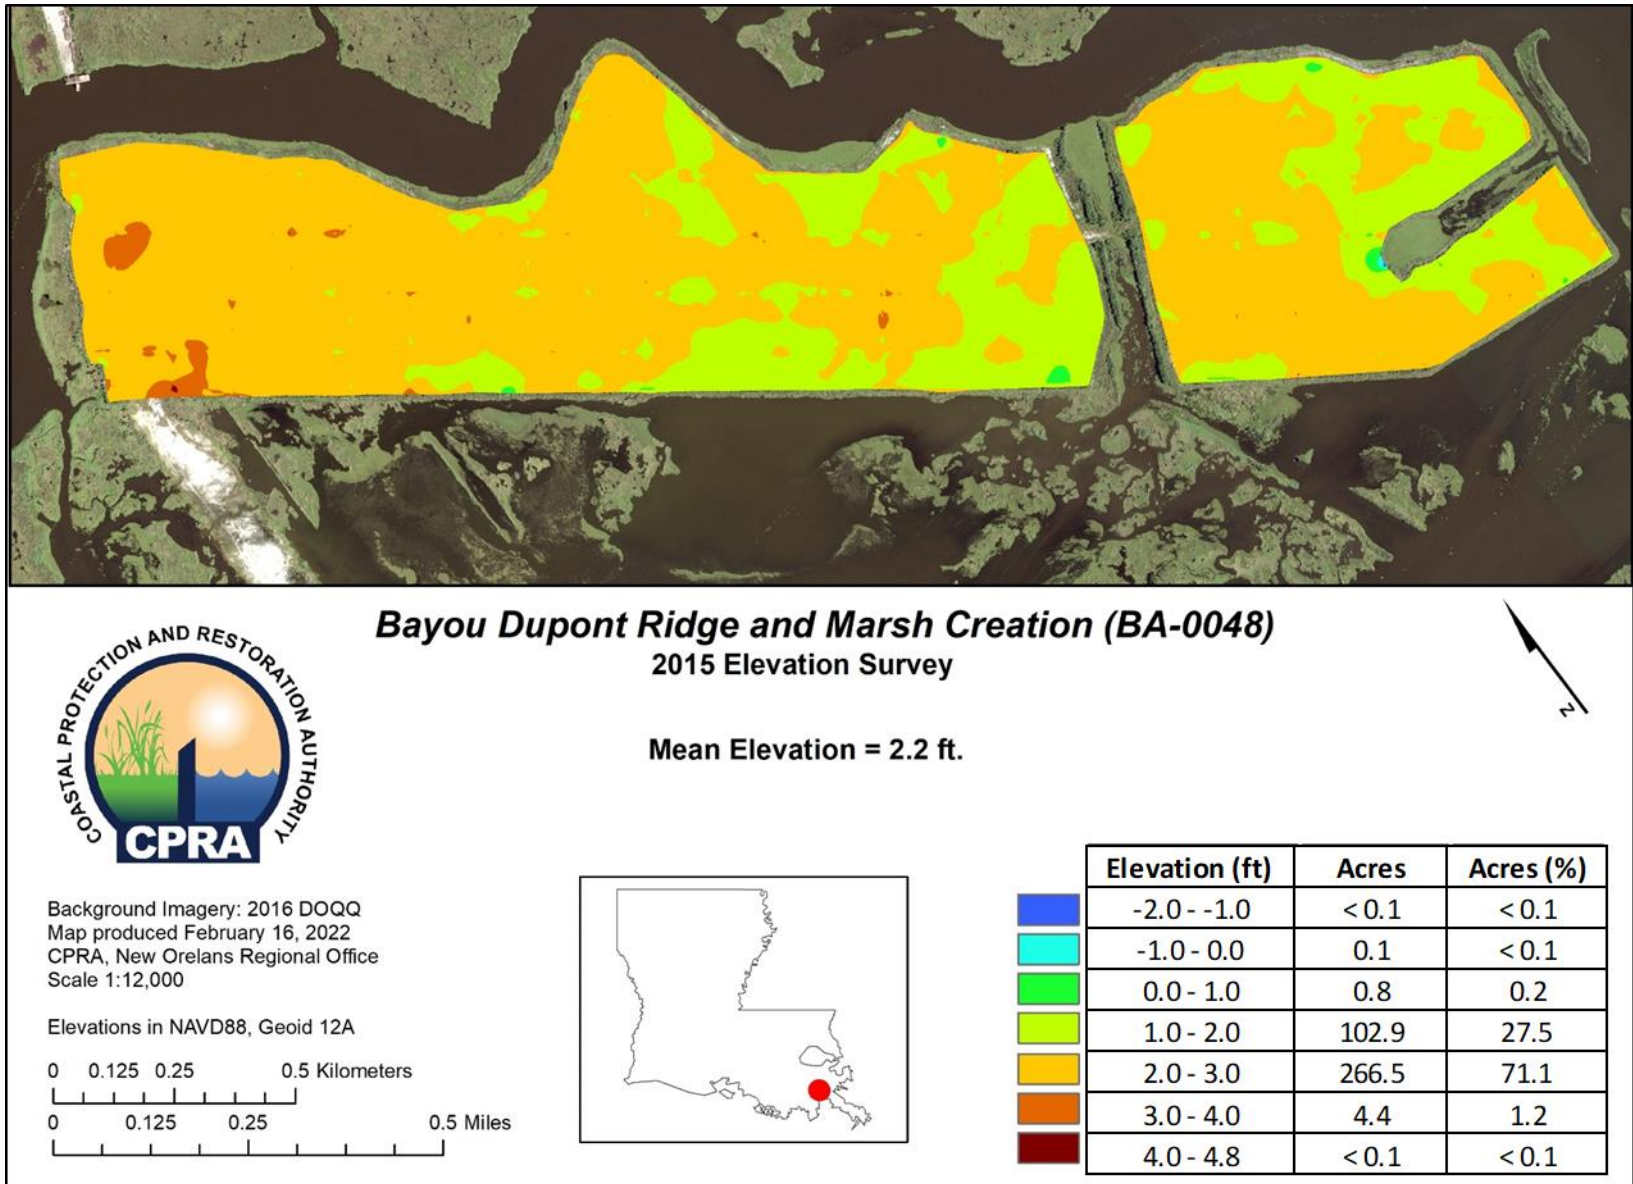 Bayou Dupont Ridge and Marsh Creation (BA-0048)
2015 Elevation Survey
Mean Elevation = 2.2 ft.
N
COASTAL PROTECTION AND RESTORATION AUTHORITY
CPRA
Background Imagery: 2016 DOQQ
Map produced February 16, 2022
CPRA, New Orelans Regional Office
Scale 1:12,000
Elevations in NAVD88, Geoid 12A
0 0.125 0.25 0.5 Kilometers
0 0.125 0.25 0.5 Miles
Elevation (ft) Acres Acres (%)
-2.0 - -1.0 < 0.1 < 0.1
-1.0 - 0.0 0.1 < 0.1
0.0 - 1.0 0.8 0.2
1.0 - 2.0 102.9 27.5
2.0 - 3.0 266.5 71.1
3.0 - 4.0 4.4 1.2
4.0 - 4.8 < 0.1 < 0.1